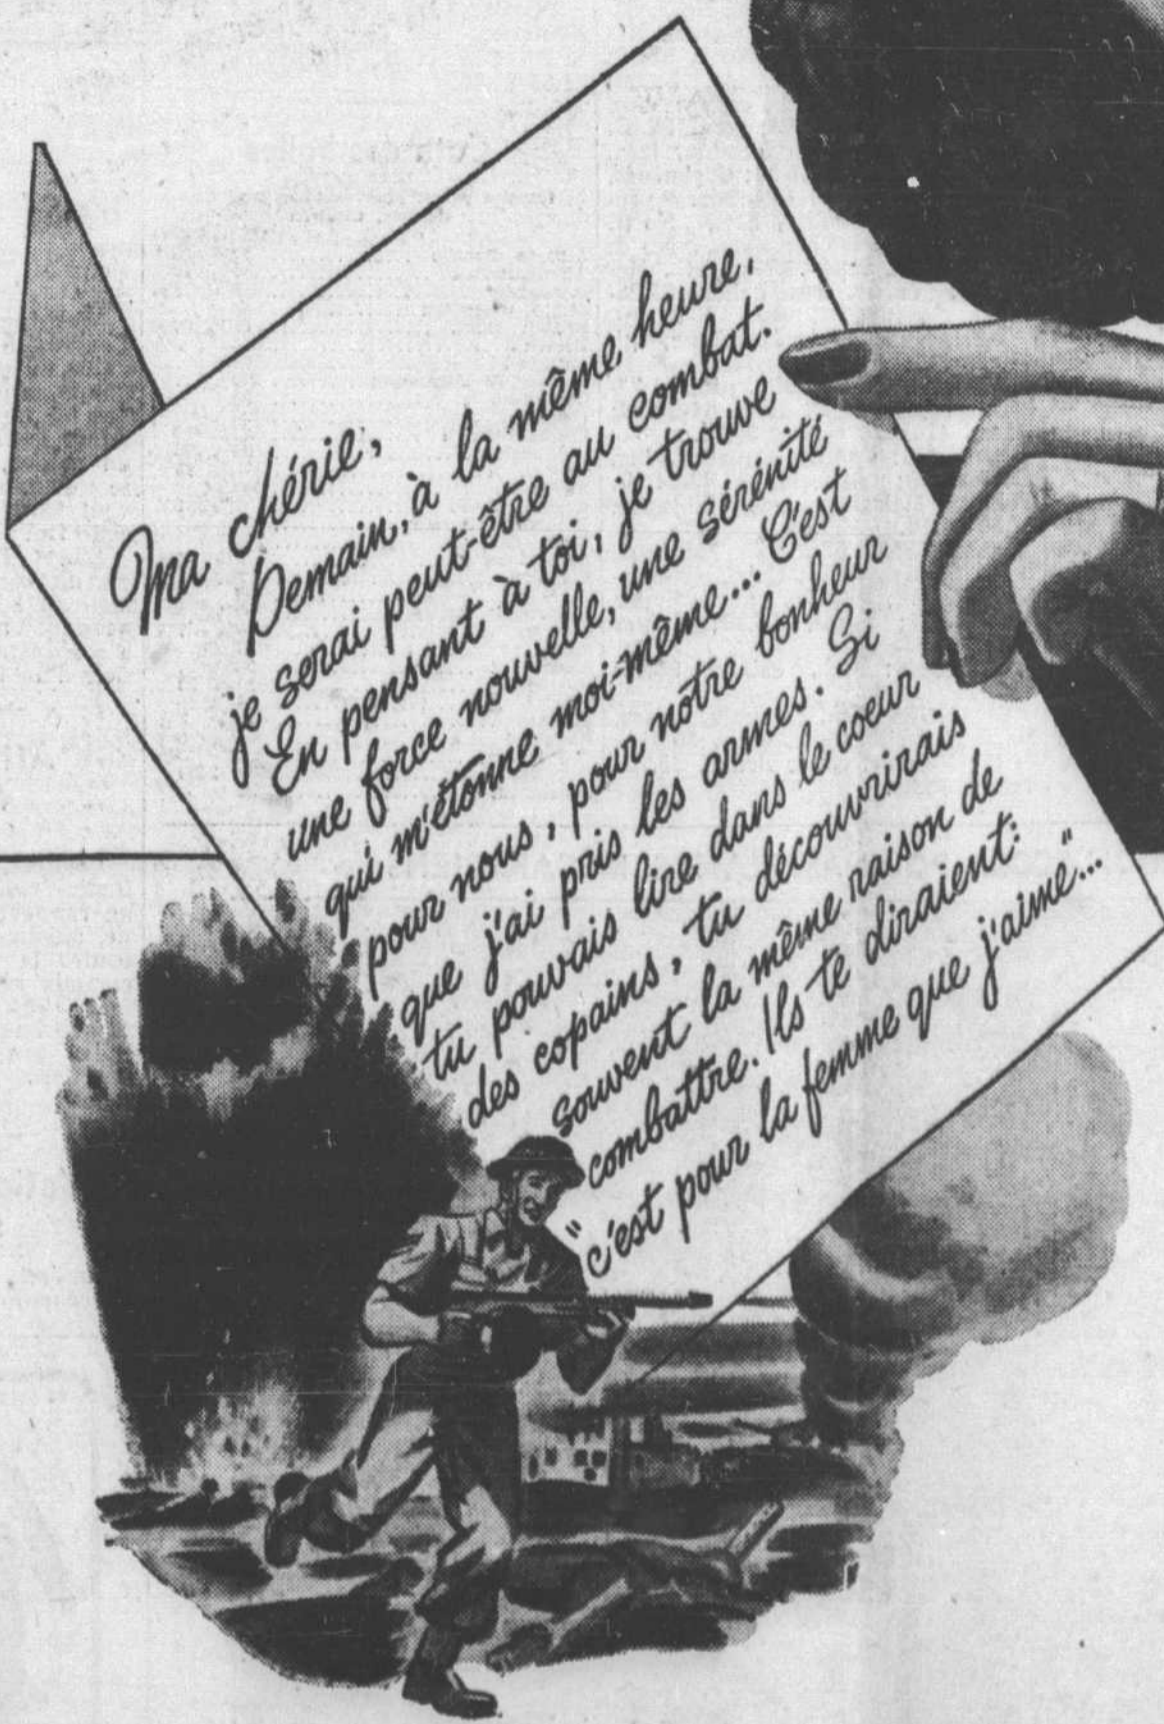 Ma chérie,
Demain, à la même heure,
je serai peut-être au combat.
En pensant à toi, je trouve
une force nouvelle, une sérénité
qui m'étonne moi-même... C'est
pour nous, pour notre bonheur
que j'ai pris les armes. Si
tu pouvais lire dans le coeur
des copains, tu découvrirais
souvent la même raison de
combattre. Ils te diraient:
"c'est pour la femme que j'aime"...